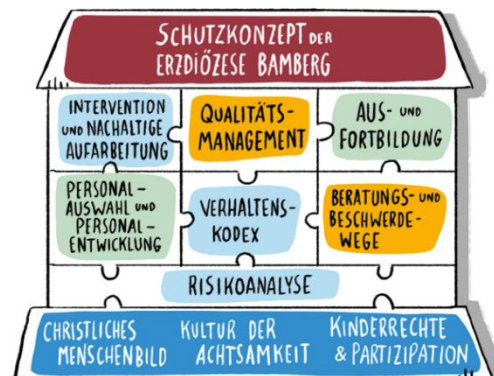 SCHUTZKONZEPT DER
ERZDIÖZESE BAMBERG
INTERVENTION
UND NACHHALTIGE
AUFARBEITUNG
QUALITÄTS-
MANAGEMENT
AUS- UND
FORTBILDUNG
PERSONAL-
AUSWAHL UND
PERSONAL-
ENTWICKLUNG
VERHALTENS-
KODEX
BERATUNGS- UND
BESCHWERDE-
WEGE
RISIKOANALYSE
CHRISTLICHES
MENSCHENBILD
KULTUR DER
ACHTSAMKEIT
KINDERRECHTE
& PARTIZIPATION